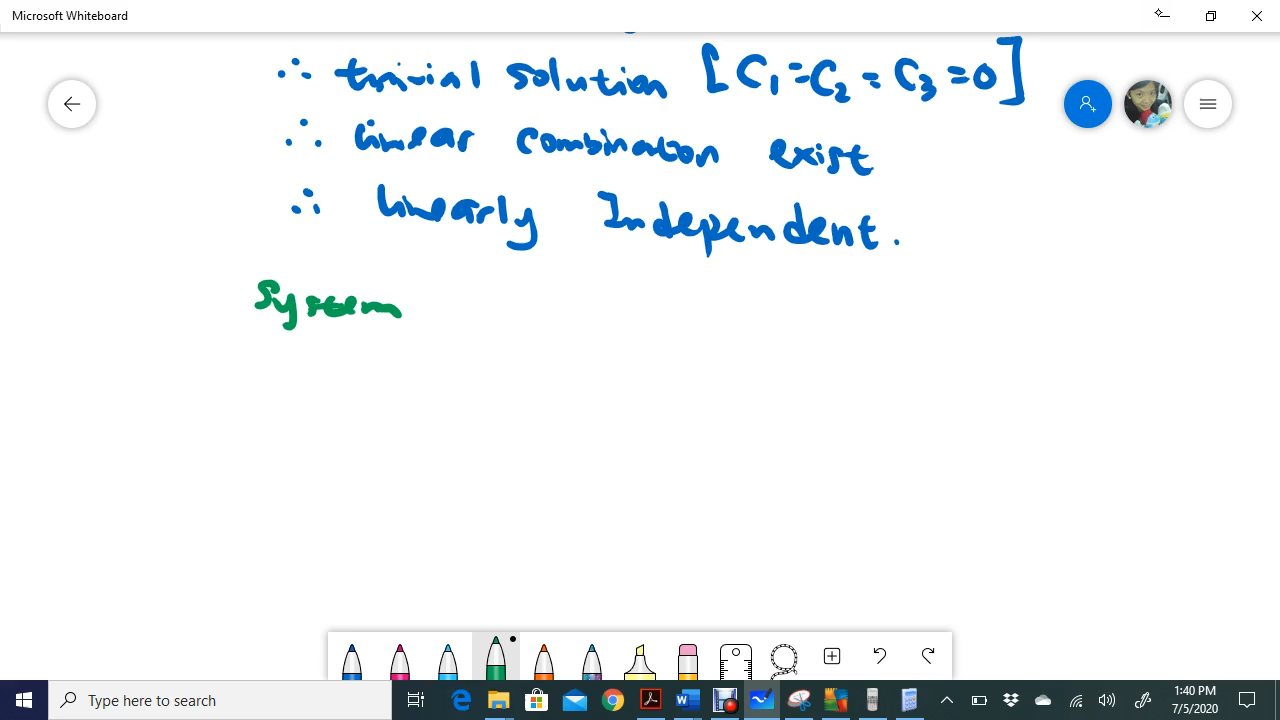 Microsoft Whiteboard
∴ trivial solution [C₁ = C₂ = C₃ = 0]
∴ linear combination exist
∴ linearly Independent.
System
Type here to search
1:40 PM
7/5/2020